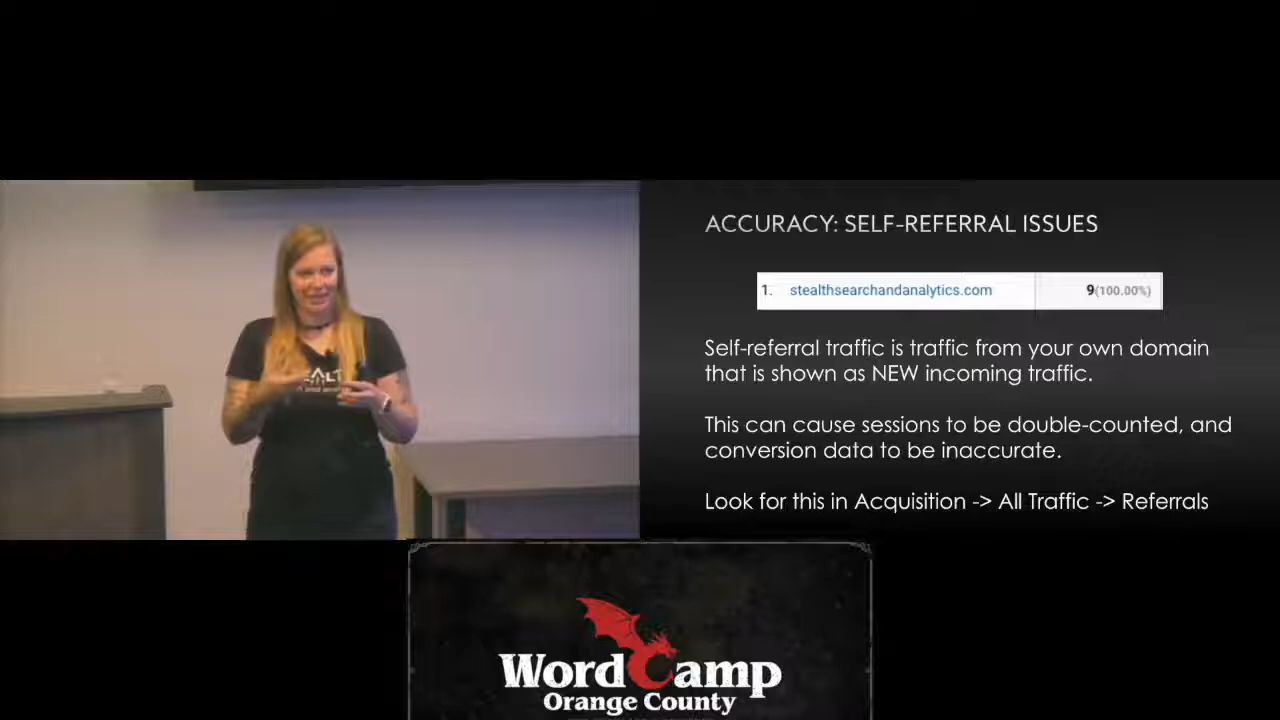 ACCURACY: SELF-REFERRAL ISSUES
1. stealthsearchandanalytics.com 9(100.00%)
Self-referral traffic is traffic from your own domain
that is shown as NEW incoming traffic.
This can cause sessions to be double-counted, and
conversion data to be inaccurate.
Look for this in Acquisition -> All Traffic -> Referrals
WordCamp
Orange County